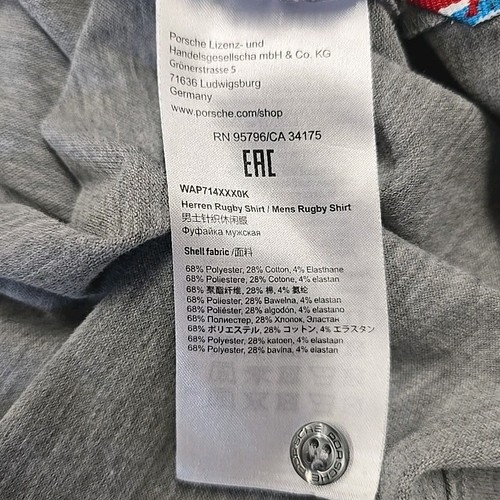 Porsche Lizenz- und
Handelsgesellscha mbH & Co. KG
Grönerstrasse 5
71636 Ludwigsburg
Germany
www.porsche.com/shop
RN 95796/CA 34175
EAC
WAP714XXX0K
Herren Rugby Shirt / Mens Rugby Shirt
男士针织休闲服
Фуфайка мужская
Shell fabric /面料
68% Polyester, 28% Cotton, 4% Elastnane
68% Poliestere, 28% Cotone, 4% elastan
68% 聚酯纤维, 28% 棉, 4% 氨纶
68% Poliester, 28% Bawelna, 4% elastan
68% Poliéster, 28% algodón, 4% elastano
68% Полиестер, 28% Хлопок, Эластан
68% ポリエステル, 28% コットン, 4% エラスタン
68% Polyester, 28% katoen, 4% elastaan
68% Polyester, 28% bavlna, 4% elastan
PORSCHE PORSCHE